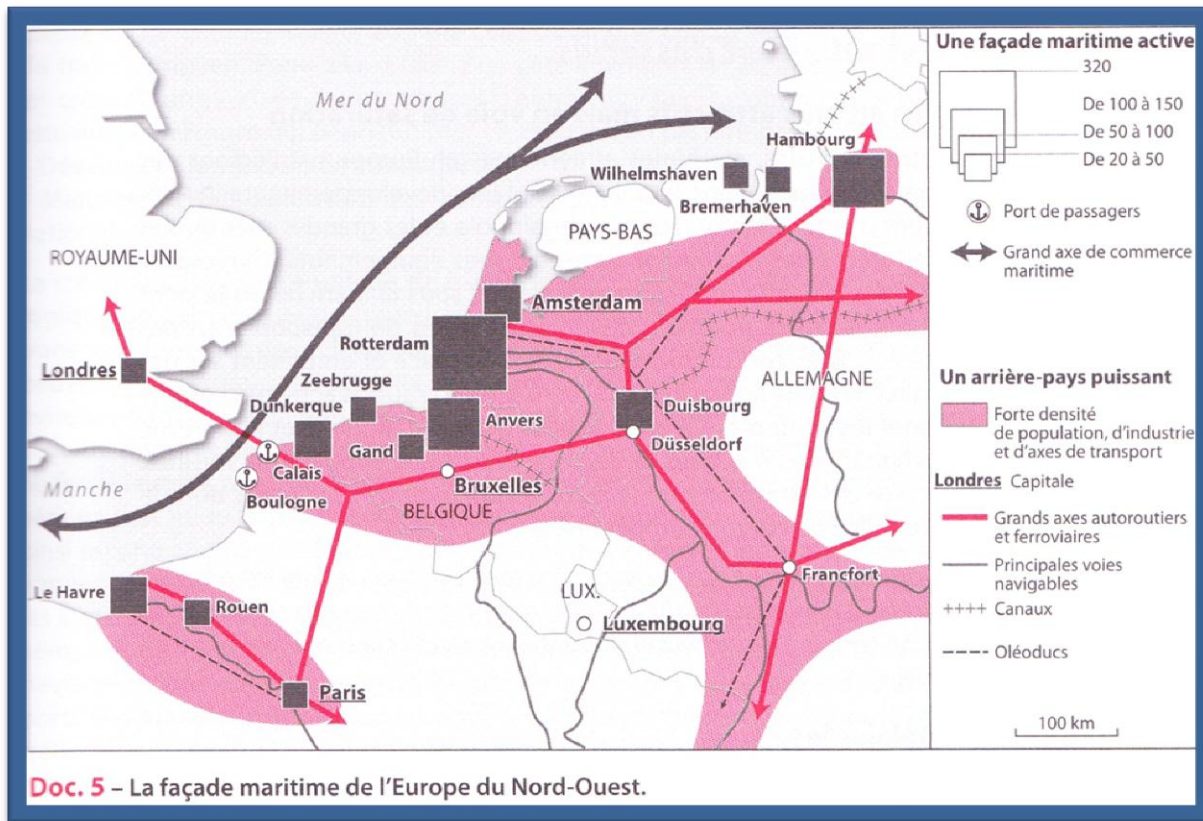 Mer du Nord
Hambourg
Wilhelmshaven
Bremerhaven
PAYS-BAS
ROYAUME-UNI
Amsterdam
Rotterdam
Londres
Zeebrugge
Dunkerque
Anvers
Gand
Duisbourg
ALLEMAGNE
Düsseldorf
Calais
Manche
Boulogne
Bruxelles
BELGIQUE
Le Havre
Rouen
Francfort
LUX.
Luxembourg
Paris
Une façade maritime active
320
De 100 à 150
De 50 à 100
De 20 à 50
Port de passagers
Grand axe de commerce
maritime
Un arrière-pays puissant
Forte densité
de population, d'industrie
et d'axes de transport
Londres Capitale
Grands axes autoroutiers
et ferroviaires
Principales voies
navigables
Canaux
Oléoducs
100 km
Doc. 5 – La façade maritime de l'Europe du Nord-Ouest.